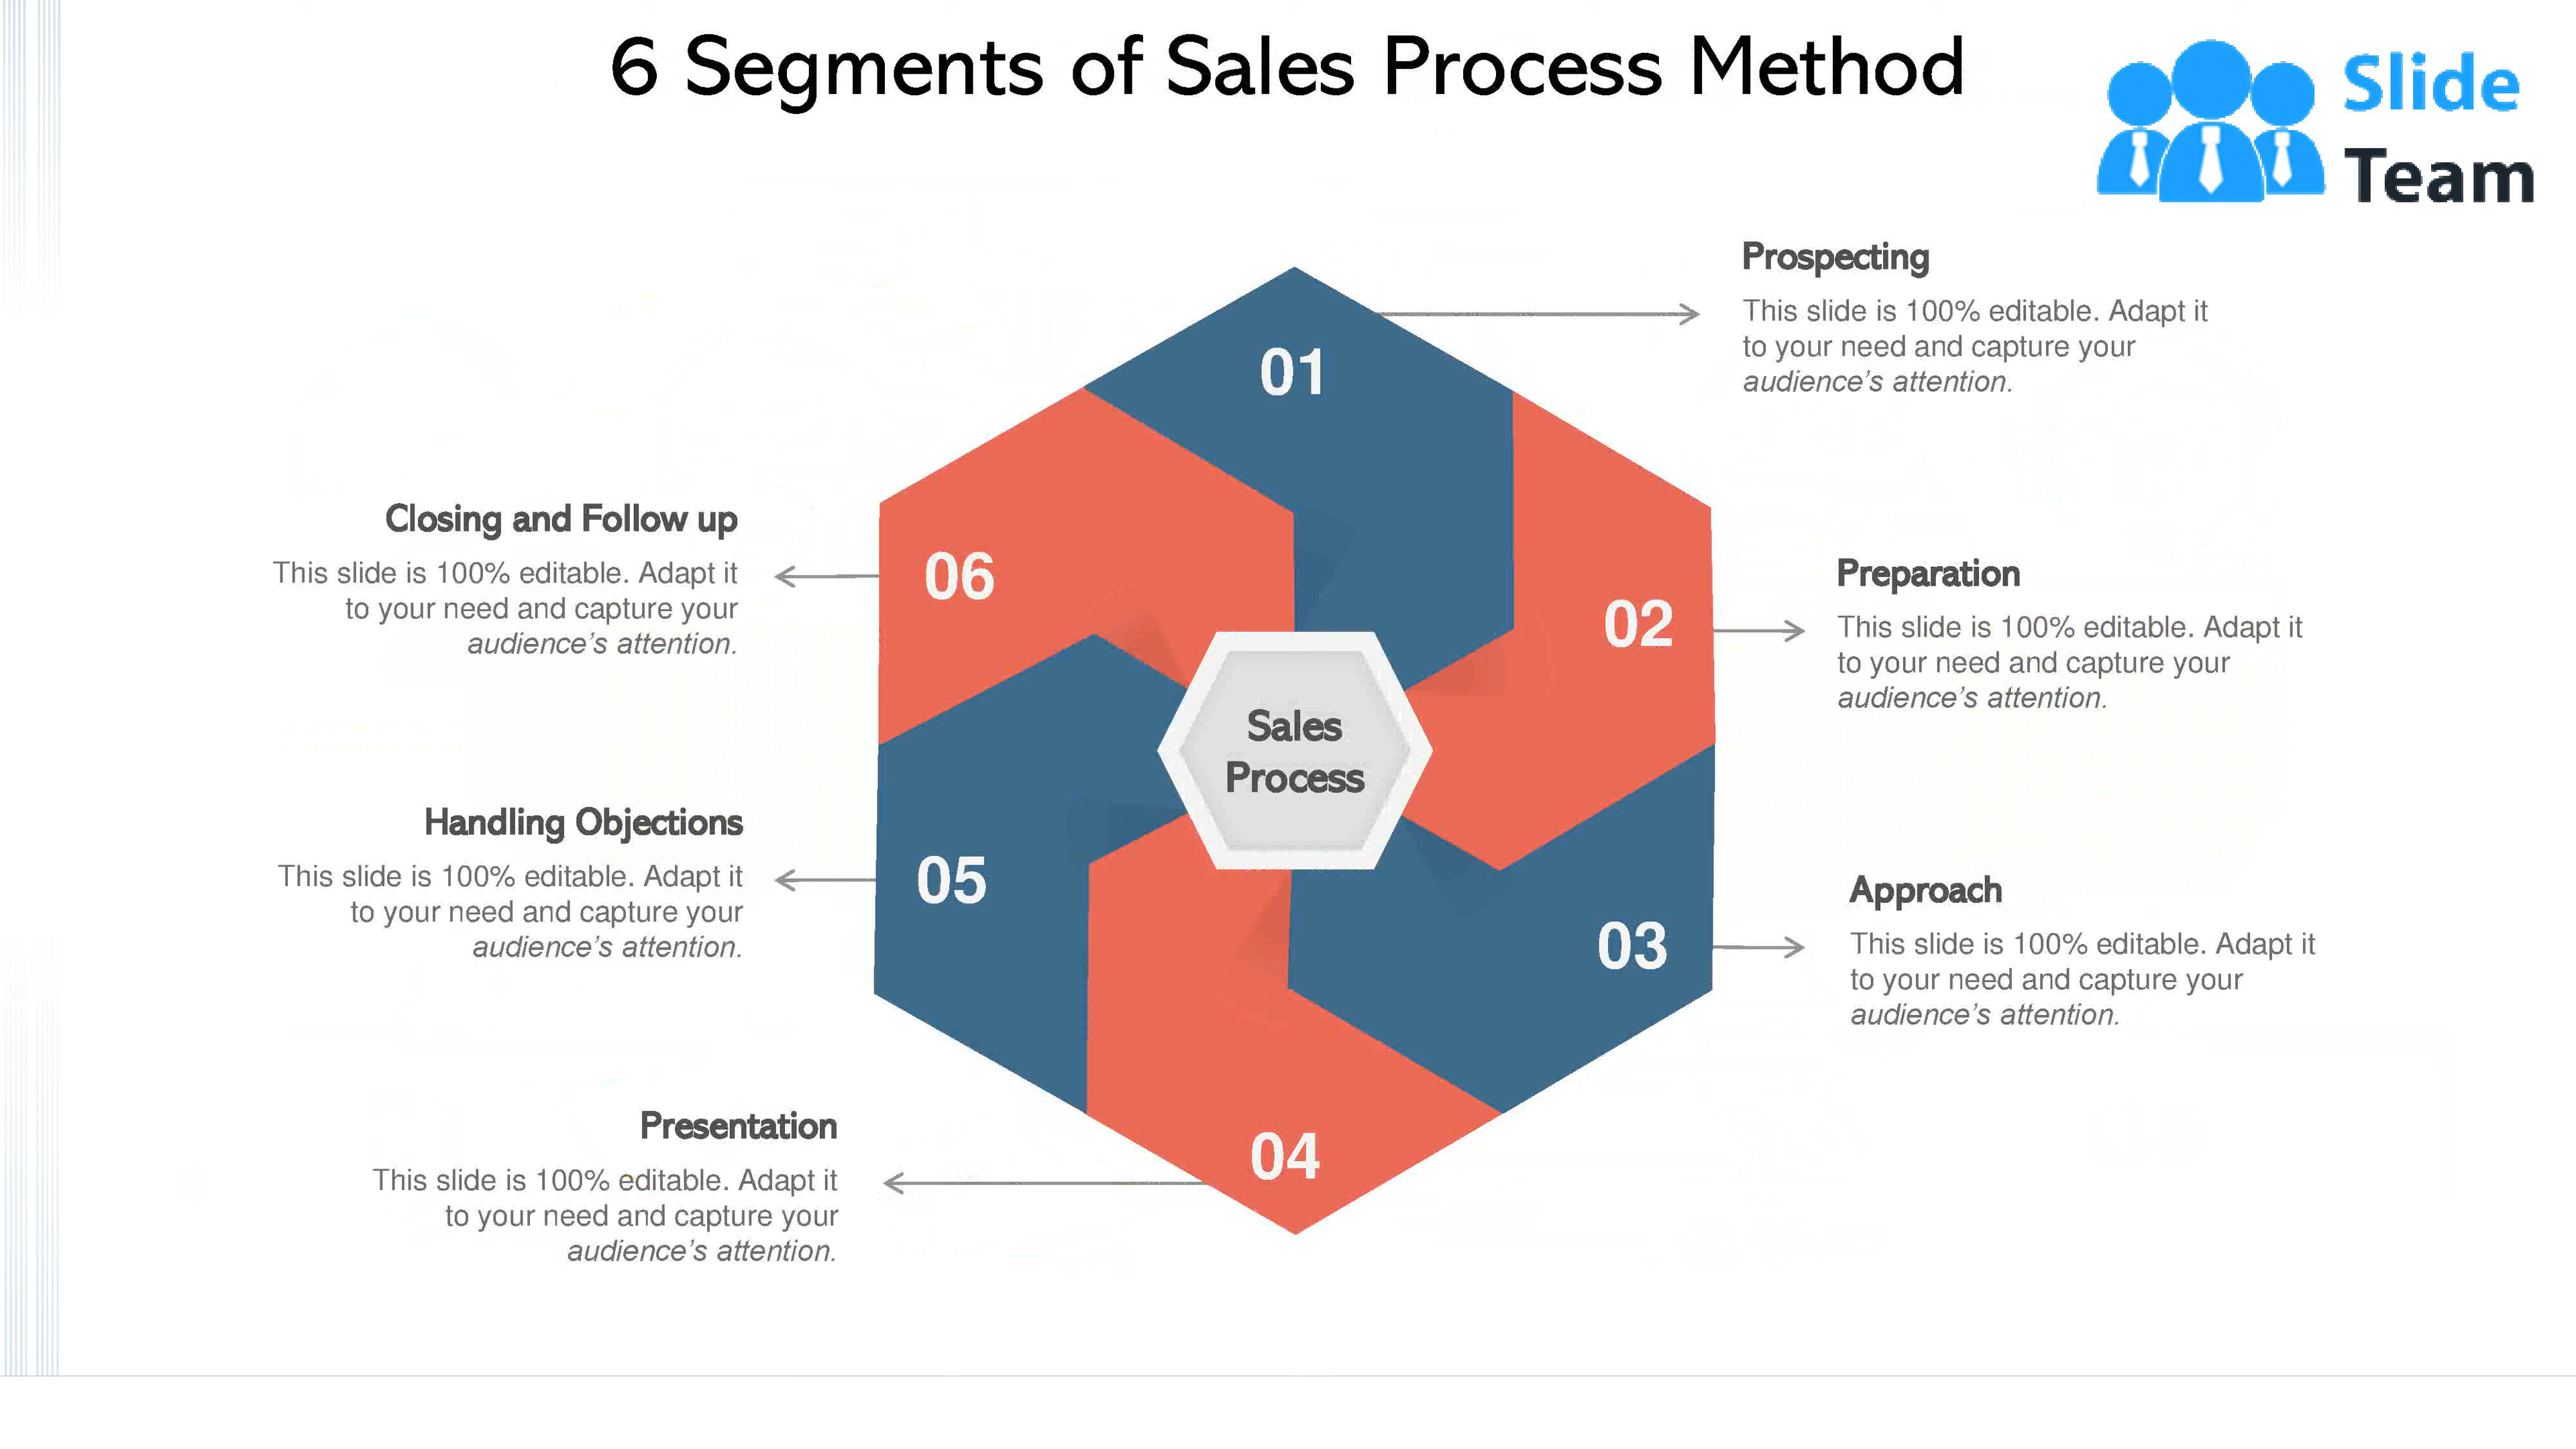 6 Segments of Sales Process Method
Slide
Team
01
Prospecting
This slide is 100% editable. Adapt it
to your need and capture your
audience's attention.
02
Preparation
This slide is 100% editable. Adapt it
to your need and capture your
audience's attention.
03
Approach
This slide is 100% editable. Adapt it
to your need and capture your
audience's attention.
04
Presentation
This slide is 100% editable. Adapt it
to your need and capture your
audience's attention.
05
Handling Objections
This slide is 100% editable. Adapt it
to your need and capture your
audience's attention.
06
Closing and Follow up
This slide is 100% editable. Adapt it
to your need and capture your
audience's attention.
Sales
Process